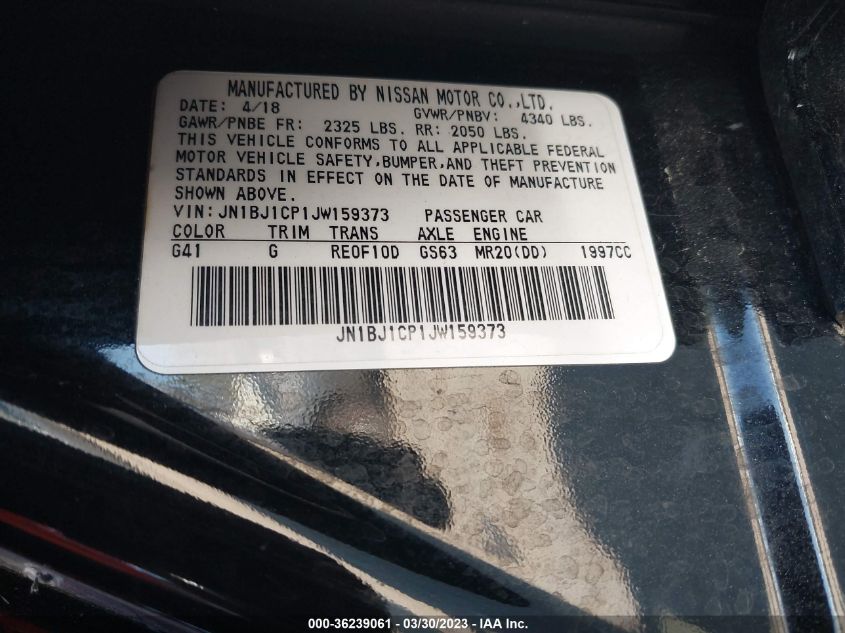 MANUFACTURED BY NISSAN MOTOR CO.,LTD.
DATE: 4/18 GVWR/PNBV: 4340 LBS.
GAWR/PNBE FR: 2325 LBS. RR: 2050 LBS.
THIS VEHICLE CONFORMS TO ALL APPLICABLE FEDERAL
MOTOR VEHICLE SAFETY,BUMPER,AND THEFT PREVENTION
STANDARDS IN EFFECT ON THE DATE OF MANUFACTURE
SHOWN ABOVE.
VIN: JN1BJ1CP1JW159373 PASSENGER CAR
COLOR TRIM TRANS AXLE ENGINE
G41 G RE0F10D GS63 MR20(DD) 1997CC
JN1BJ1CP1JW159373
000-36239061 - 03/30/2023 - IAA Inc.